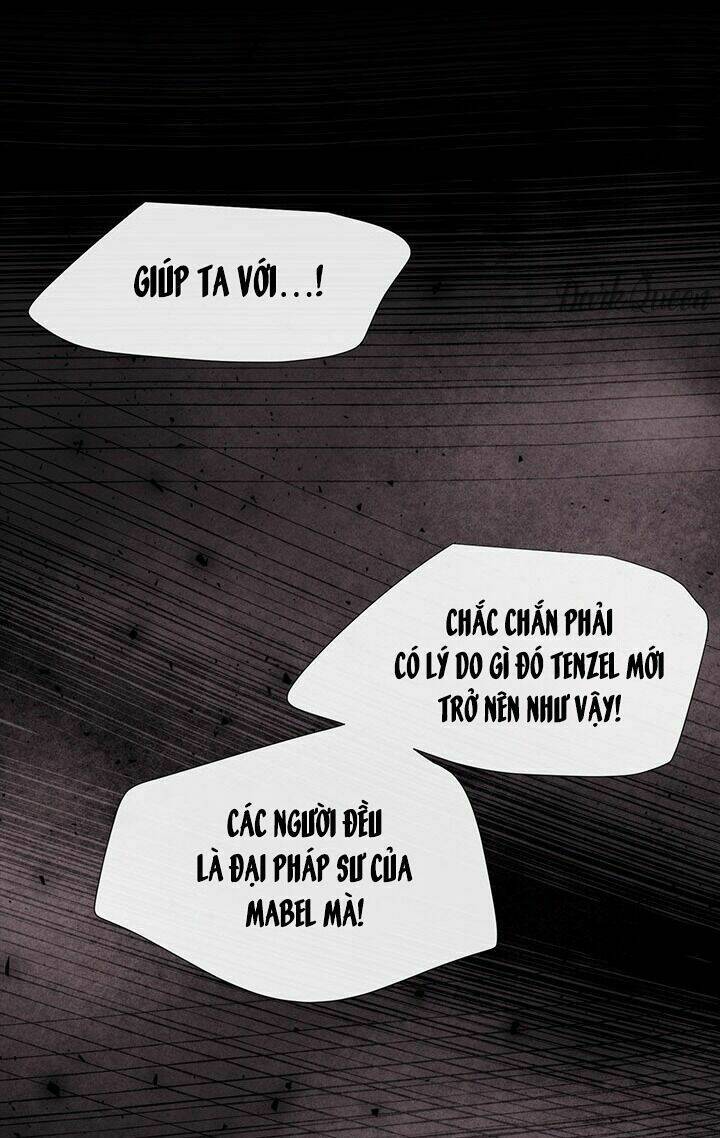 GIÚP TA VỚI...!
DarkQueen
CHẮC CHẮN PHẢI
CÓ LÝ DO GÌ ĐÓ TENZEL MỚI
TRỞ NÊN NHƯ VẬY!
CÁC NGƯỜI ĐỀU
LÀ ĐẠI PHÁP SƯ CỦA
MABEL MÀ!